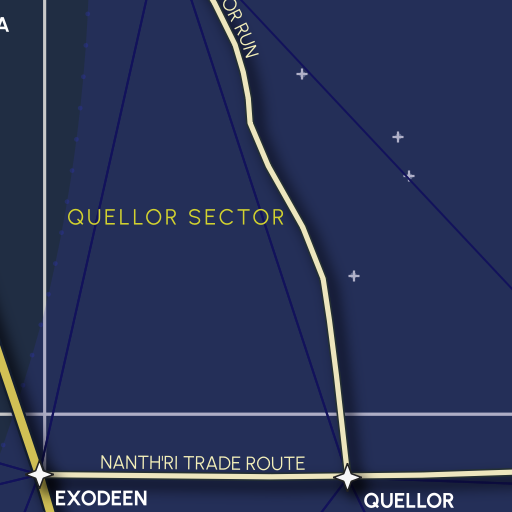 A
OR RUN
QUELLOR SECTOR
NANTH'RI TRADE ROUTE
EXODEEN
QUELLOR